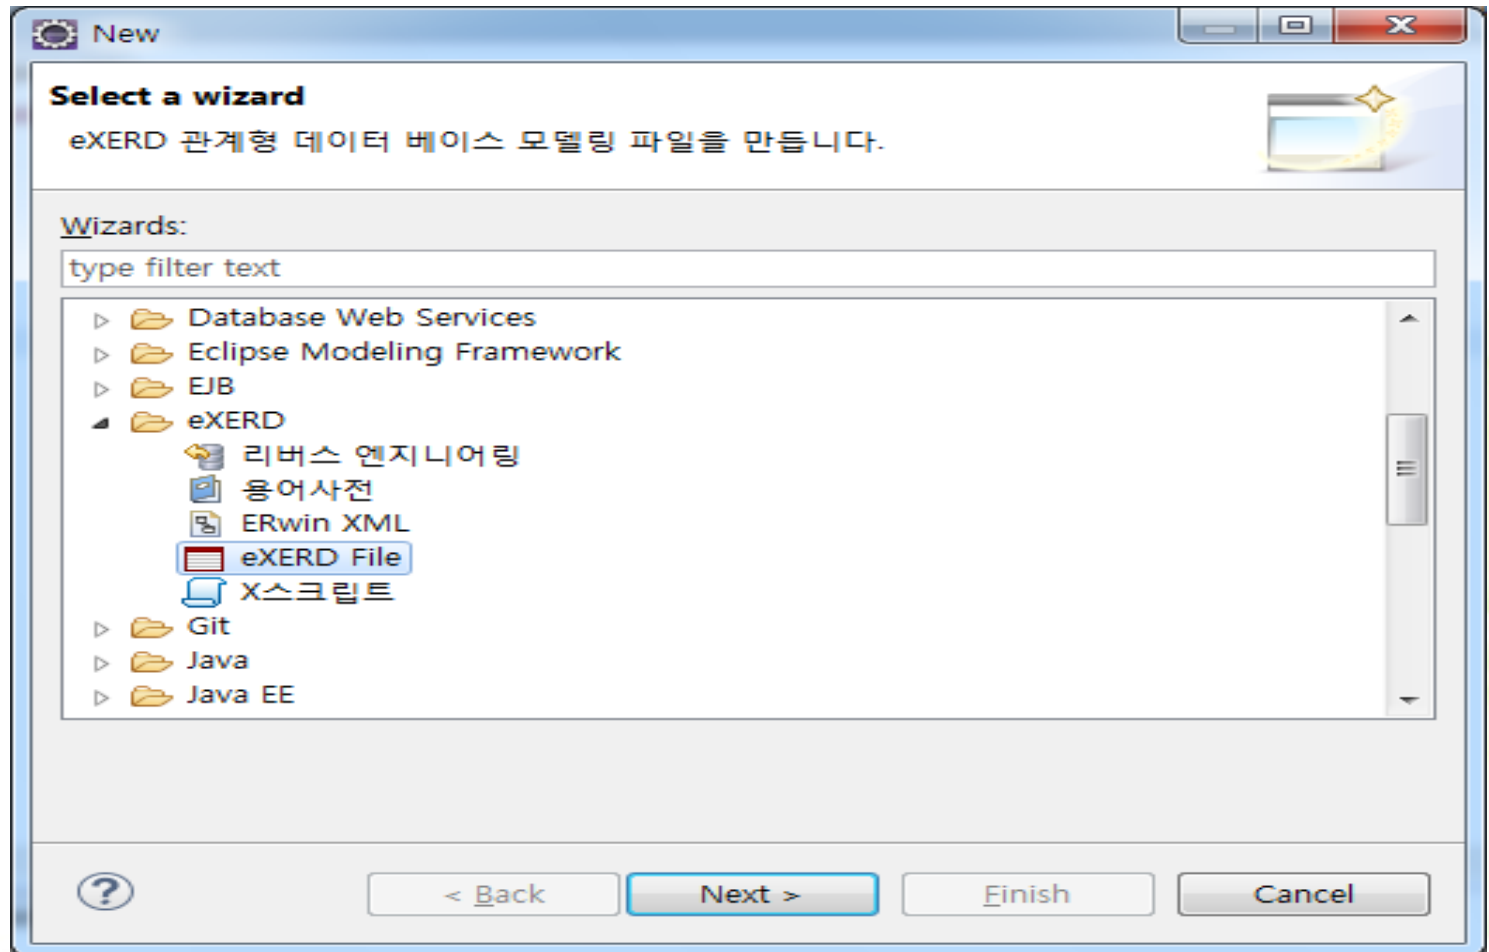 New
Select a wizard
eXERD 관계형 데이터 베이스 모델링 파일을 만듭니다.
Wizards:
type filter text
Database Web Services
Eclipse Modeling Framework
EJB
eXERD
리버스 엔지니어링
용어사전
ERwin XML
eXERD File
X스크립트
Git
Java
Java EE
? < Back Next > Finish Cancel